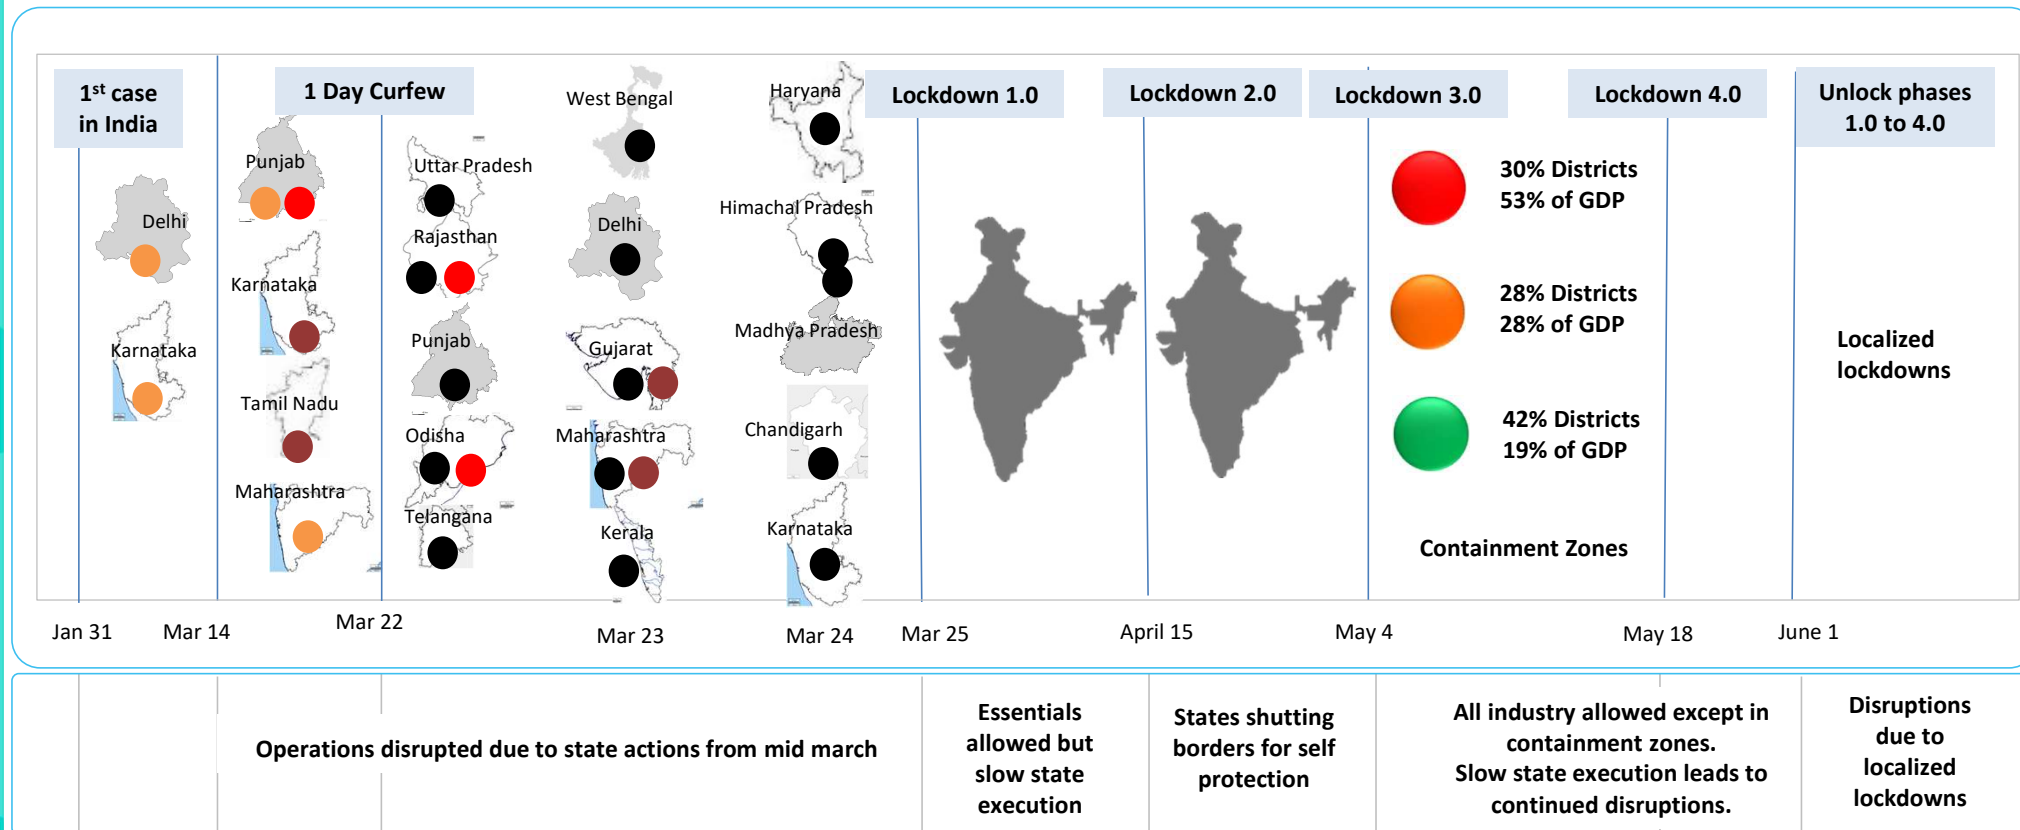 1st case
in India
1 Day Curfew
Lockdown 1.0
Lockdown 2.0
Lockdown 3.0
Lockdown 4.0
Unlock phases
1.0 to 4.0
Delhi
Karnataka
Punjab
Karnataka
Tamil Nadu
Maharashtra
Uttar Pradesh
Rajasthan
Punjab
Odisha
Telangana
West Bengal
Delhi
Gujarat
Maharashtra
Kerala
Haryana
Himachal Pradesh
Madhya Pradesh
Chandigarh
Karnataka
30% Districts
53% of GDP
28% Districts
28% of GDP
42% Districts
19% of GDP
Containment Zones
Localized
lockdowns
Jan 31
Mar 14
Mar 22
Mar 23
Mar 24
Mar 25
April 15
May 4
May 18
June 1
Operations disrupted due to state actions from mid march
Essentials
allowed but
slow state
execution
States shutting
borders for self
protection
All industry allowed except in
containment zones.
Slow state execution leads to
continued disruptions.
Disruptions
due to
localized
lockdowns